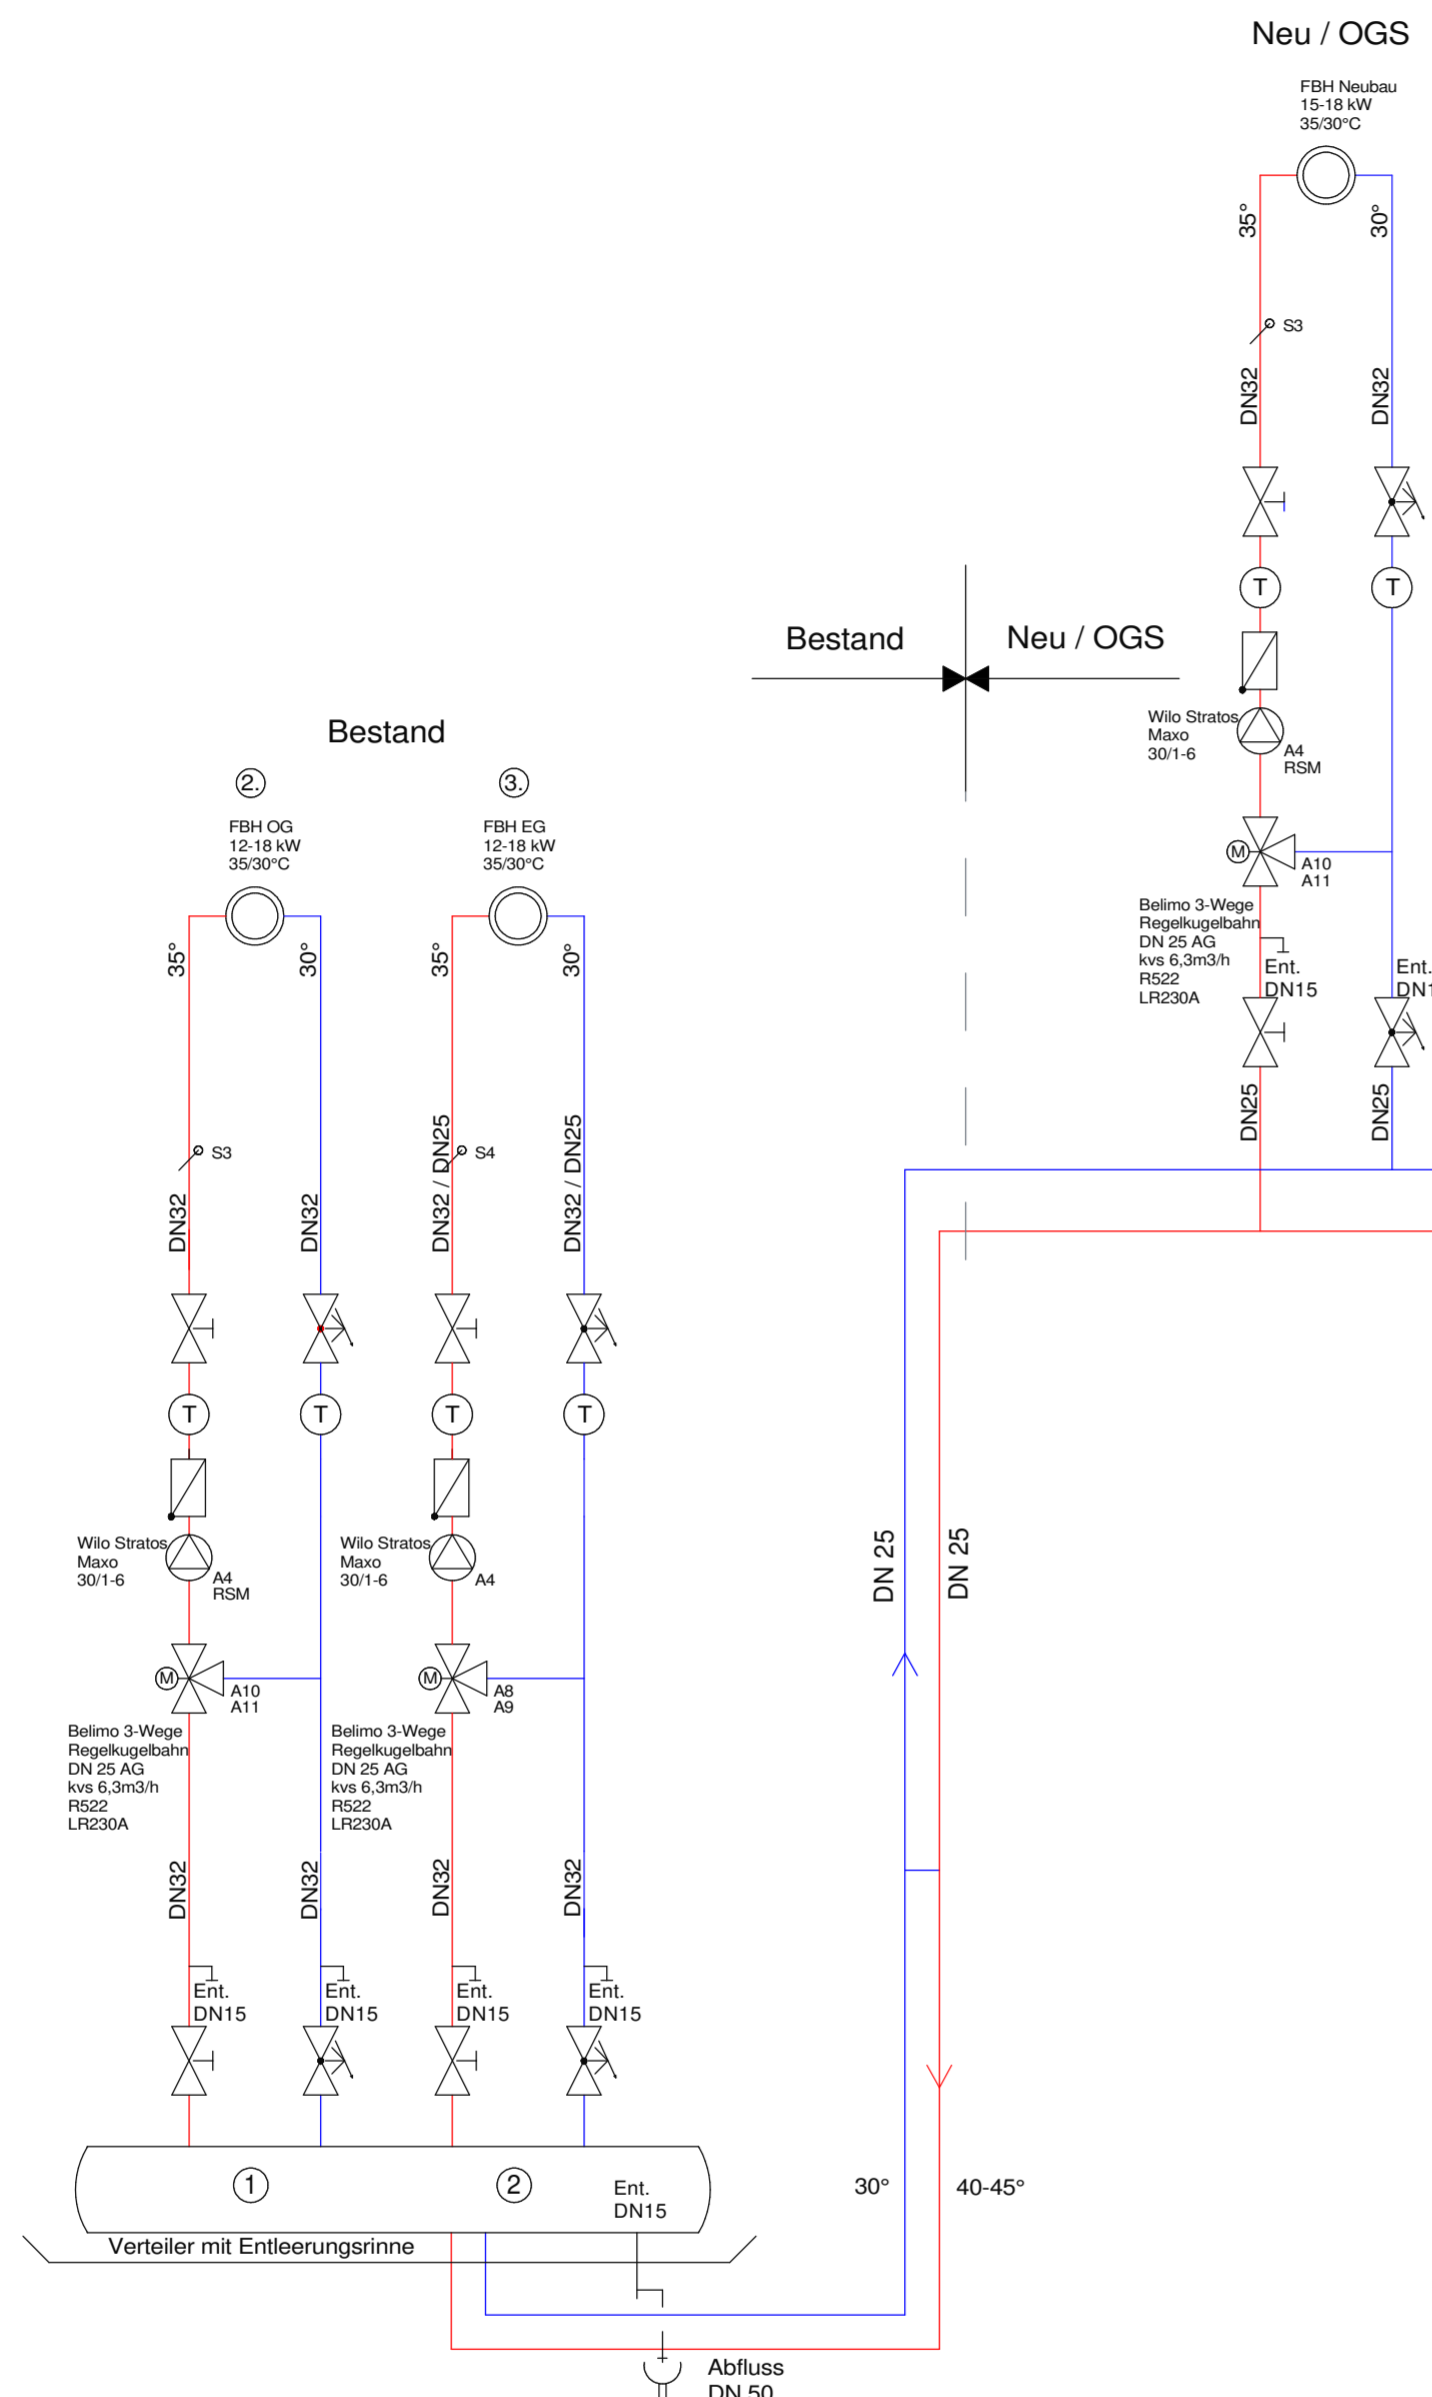 Neu / OGS
FBH Neubau
15-18 kW
35/30°C
35°
30°
S3
DN32
DN32
T
T
Bestand
Neu / OGS
Wilo Stratos
Maxo
30/1-6
A4
RSM
M
A10
A11
Belimo 3-Wege
Regelkugelbahn
DN 25 AG
kvs 6,3m3/h
R522
LR230A
Ent.
DN15
Ent.
DN25
DN25
Bestand
2.
FBH OG
12-18 kW
35/30°C
3.
FBH EG
12-18 kW
35/30°C
35°
30°
35°
30°
S3
S4
DN32
DN32
DN32 / DN25
DN32 / DN25
T
T
T
T
Wilo Stratos
Maxo
30/1-6
A4
RSM
Wilo Stratos
Maxo
30/1-6
A4
M
A10
A11
M
A8
A9
Belimo 3-Wege
Regelkugelbahn
DN 25 AG
kvs 6,3m3/h
R522
LR230A
Belimo 3-Wege
Regelkugelbahn
DN 25 AG
kvs 6,3m3/h
R522
LR230A
DN 25
DN 25
DN32
DN32
DN32
DN32
Ent.
DN15
Ent.
DN15
Ent.
DN15
Ent.
DN15
1
2
Ent.
DN15
30°
40-45°
Verteiler mit Entleerungsrinne
Abfluss
DN 50